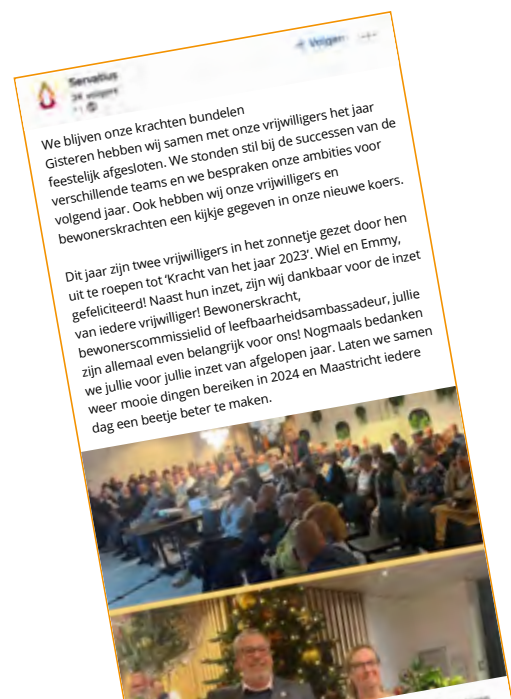 Servatius
volgers
Volgen
We blijven onze krachten bundelen
Gisteren hebben wij samen met onze vrijwilligers het jaar
feestelijk afgesloten. We stonden stil bij de successen van de
verschillende teams en we bespraken onze ambities voor
volgend jaar. Ook hebben wij onze vrijwilligers en
bewonerskrachten een kijkje gegeven in onze nieuwe koers.
Dit jaar zijn twee vrijwilligers in het zonnetje gezet door hen
uit te roepen tot ‘Kracht van het jaar 2023’. Wiel en Emmy,
gefeliciteerd! Naast hun inzet, zijn wij dankbaar voor de inzet
van iedere vrijwilliger! Bewonerskracht,
bewonerscommissielid of leefbaarheidsambassadeur, jullie
zijn allemaal even belangrijk voor ons! Nogmaals bedanken
we jullie voor jullie inzet van afgelopen jaar. Laten we samen
weer mooie dingen bereiken in 2024 en Maastricht iedere
dag een beetje beter te maken.